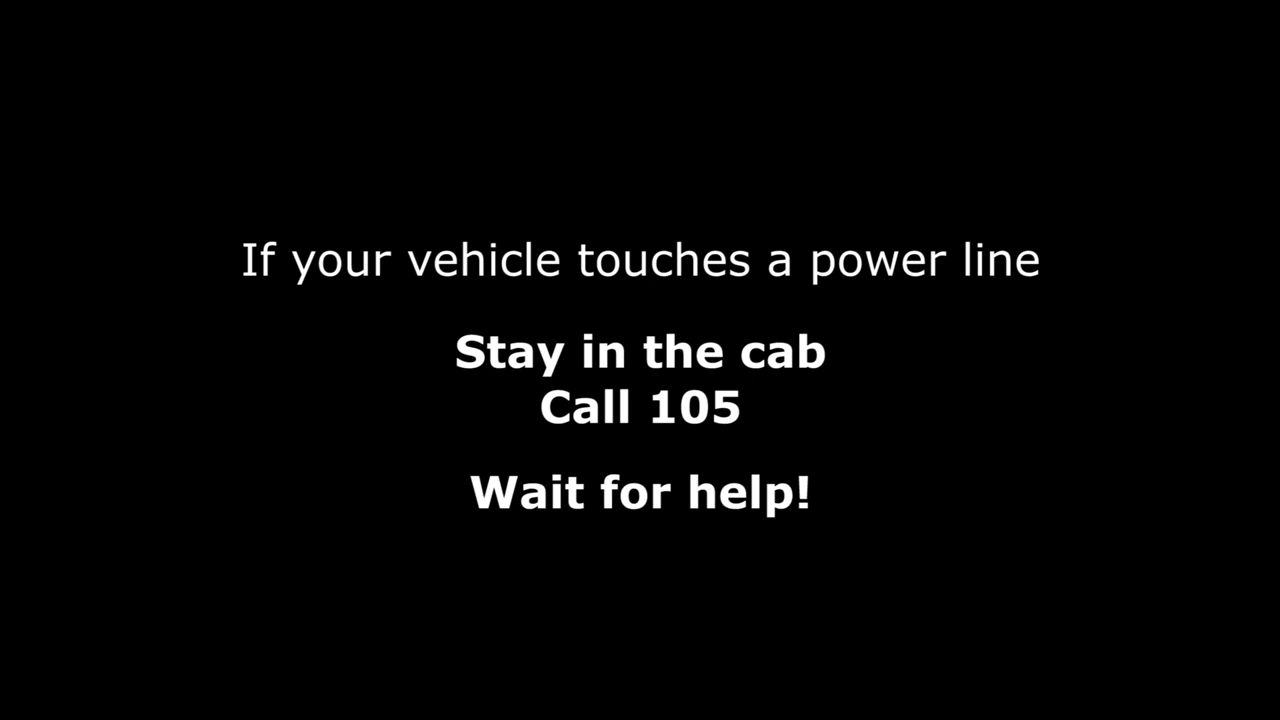 If your vehicle touches a power line
Stay in the cab
Call 105
Wait for help!